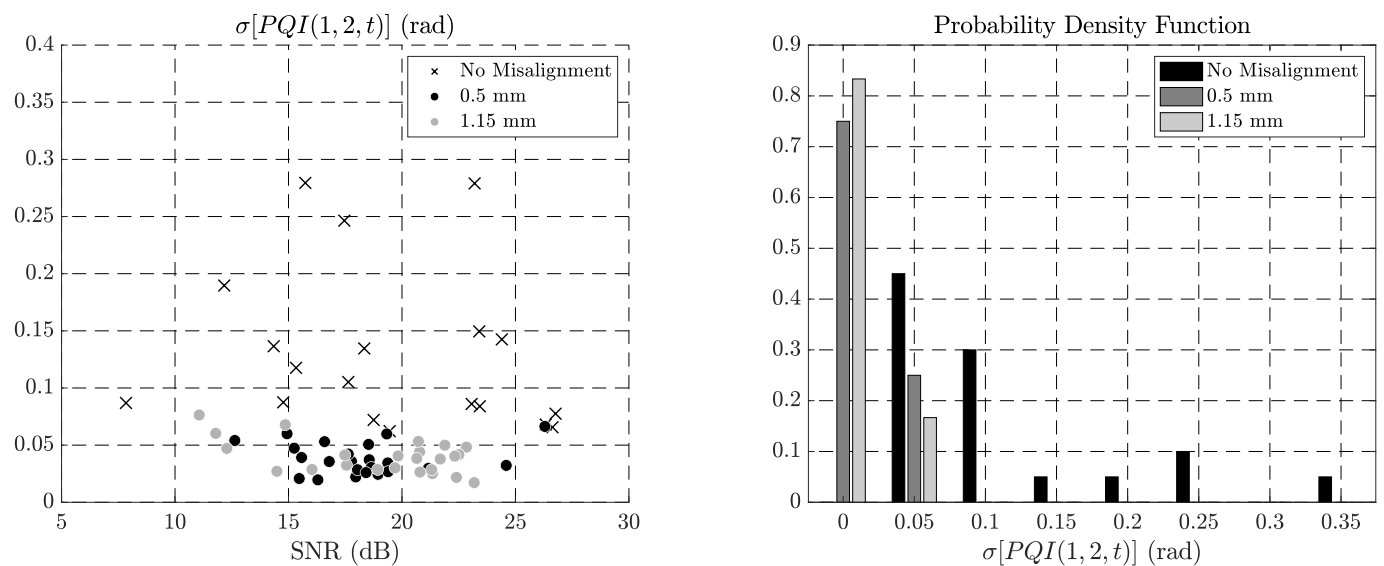 σ[PQI(1, 2, t)] (rad)
0.4
0.35
0.3
0.25
0.2
0.15
0.1
0.05
0
5 10 15 20 25 30
SNR (dB)
No Misalignment
0.5 mm
1.15 mm
Probability Density Function
0.9
0.8
0.7
0.6
0.5
0.4
0.3
0.2
0.1
0
0 0.05 0.1 0.15 0.2 0.25 0.3 0.35
σ[PQI(1, 2, t)] (rad)
No Misalignment
0.5 mm
1.15 mm